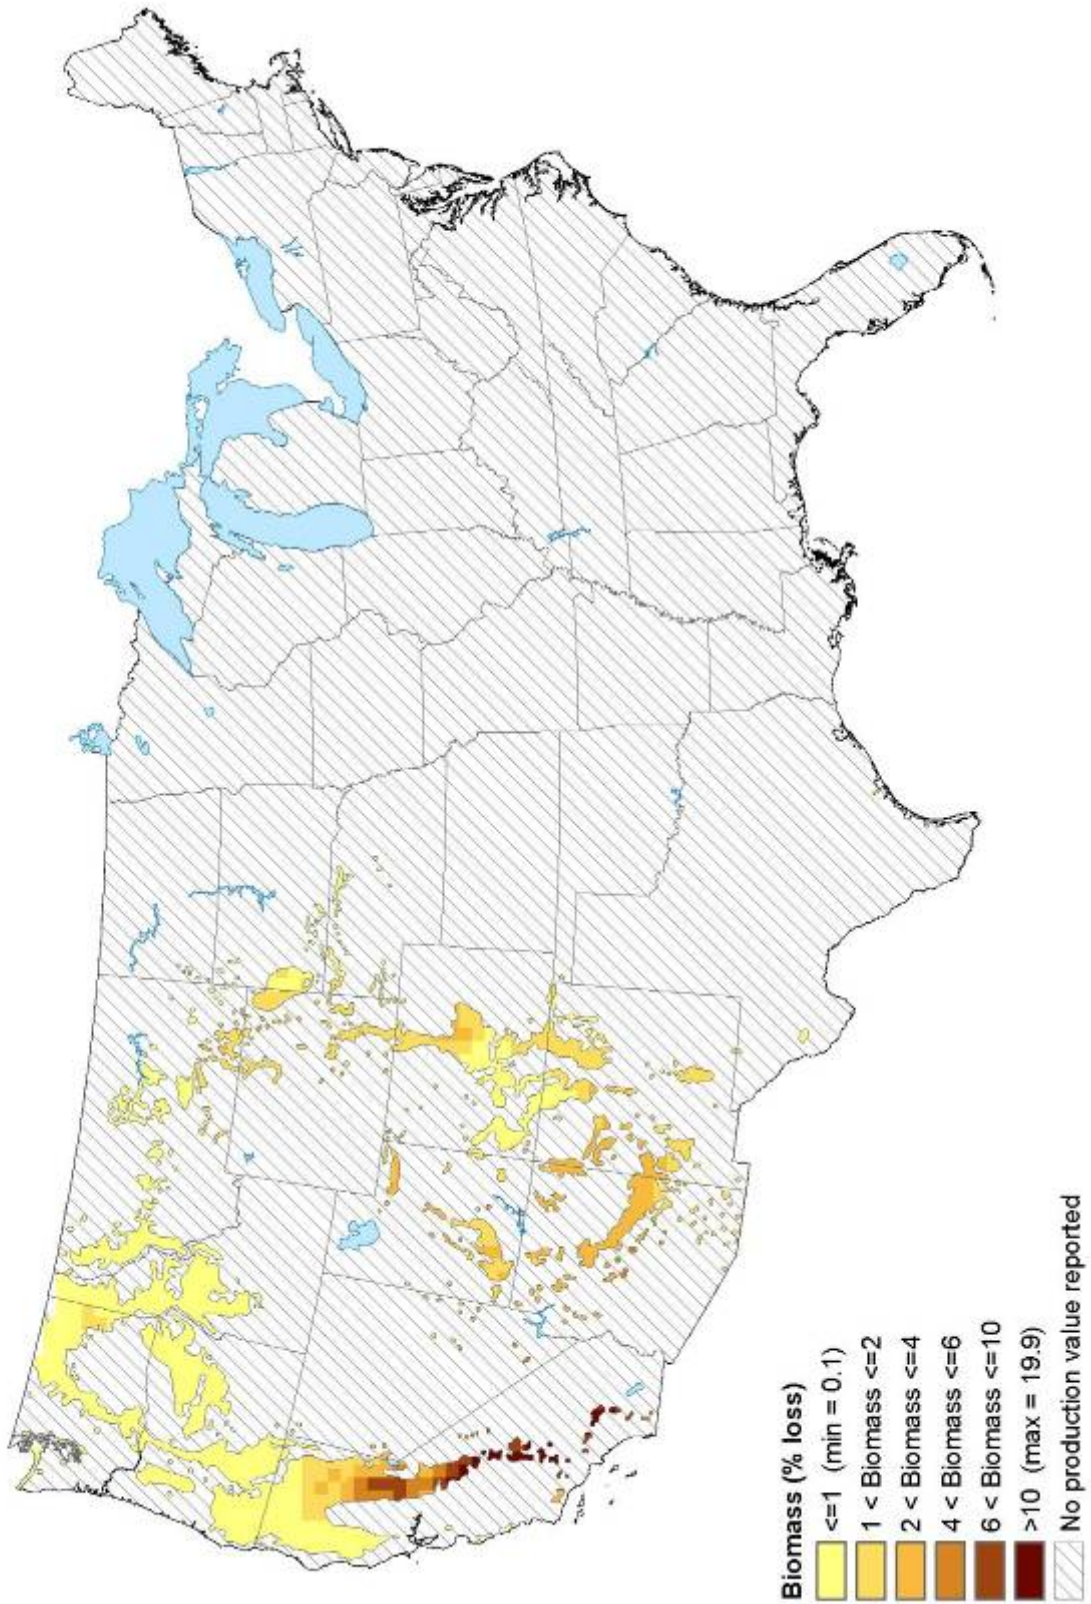 Biomass (% loss)
<=1 (min = 0.1)
1 < Biomass <=2
2 < Biomass <=4
4 < Biomass <=6
6 < Biomass <=10
>10 (max = 19.9)
No production value reported